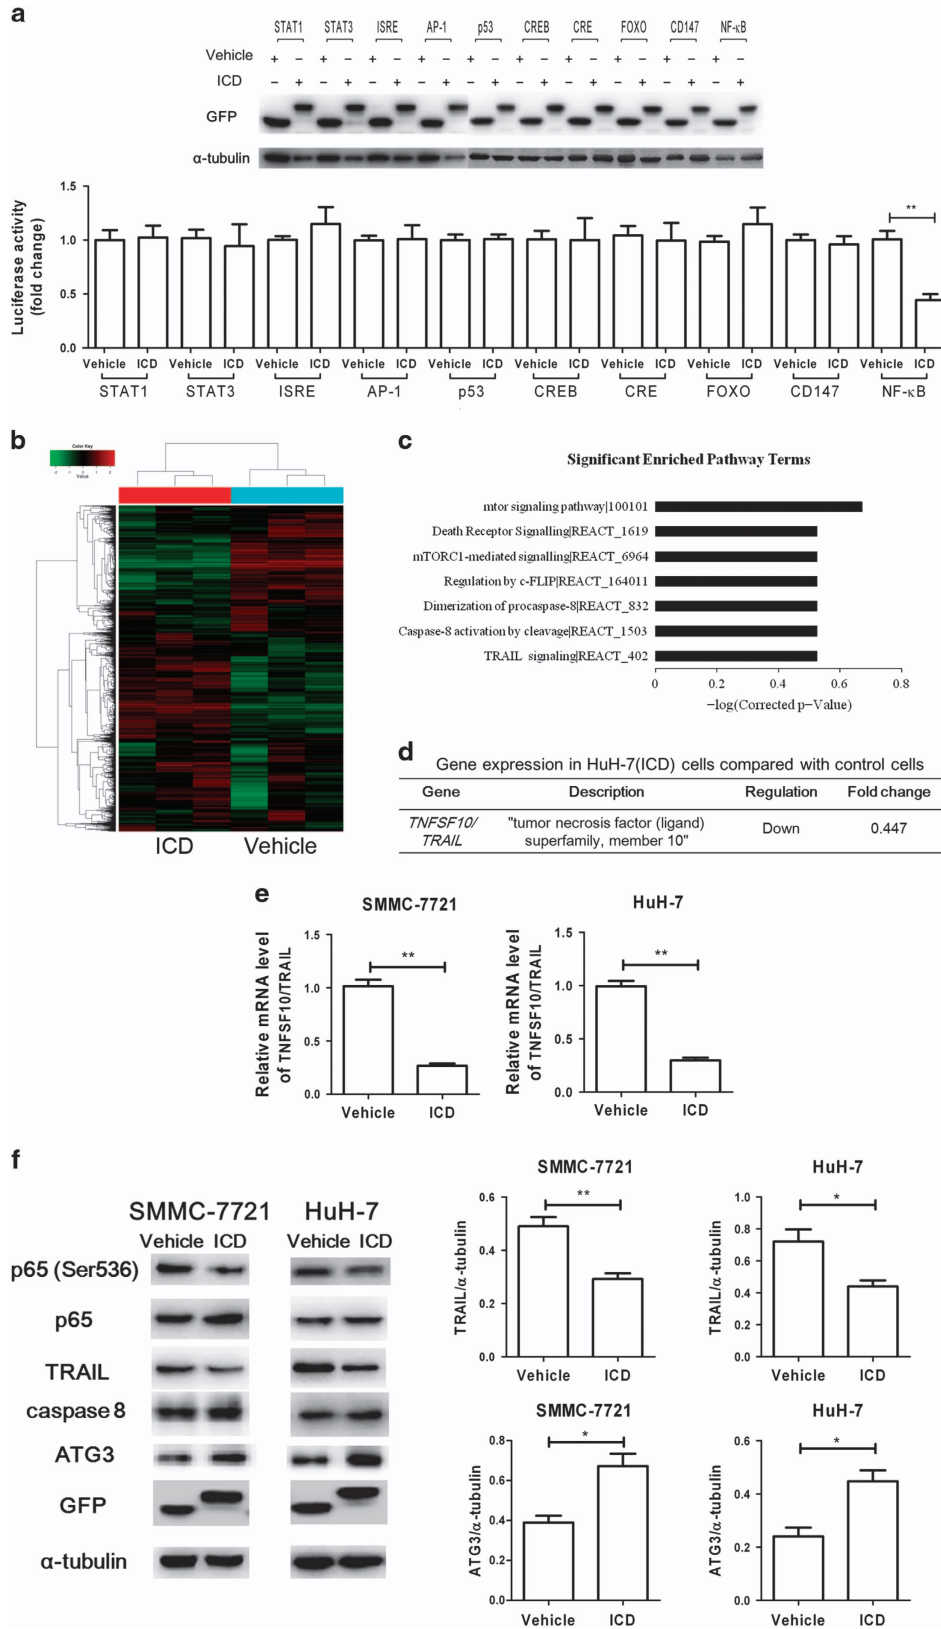 a
STAT1 STAT3 ISRE AP-1 p53 CREB CRE FOXO CD147 NF-κB
Vehicle + − + − + − + − + − + − + − + − + − + −
ICD − + − + − + − + − + − + − + − + − + − +
GFP
α-tubulin
Luciferase activity
(fold change)
1.5
1.0
0.5
0.0
**
Vehicle ICD Vehicle ICD Vehicle ICD Vehicle ICD Vehicle ICD Vehicle ICD Vehicle ICD Vehicle ICD Vehicle ICD Vehicle ICD
STAT1 STAT3 ISRE AP-1 p53 CREB CRE FOXO CD147 NF-κB
b
Color Key
-2 -1 0 1 2
Value
ICD Vehicle
c
Significant Enriched Pathway Terms
mtor signaling pathway|100101
Death Receptor Signalling|REACT_1619
mTORC1-mediated signalling|REACT_6964
Regulation by c-FLIP|REACT_164011
Dimerization of procaspase-8|REACT_832
Caspase-8 activation by cleavage|REACT_1503
TRAIL signaling|REACT_402
0 0.2 0.4 0.6 0.8
−log(Corrected p−Value)
d
Gene expression in HuH-7(ICD) cells compared with control cells
Gene Description Regulation Fold change
TNFSF10/
TRAIL
"tumor necrosis factor (ligand)
superfamily, member 10"
Down
0.447
e
SMMC-7721
Relative mRNA level
of TNFSF10/TRAIL
1.5
1.0
0.5
0.0
**
Vehicle ICD
HuH-7
Relative mRNA level
of TNFSF10/TRAIL
1.5
1.0
0.5
0.0
**
Vehicle ICD
f
SMMC-7721 HuH-7
Vehicle ICD Vehicle ICD
p65 (Ser536)
p65
TRAIL
caspase 8
ATG3
GFP
α-tubulin
SMMC-7721
TRAIL/α-tubulin
0.6
0.4
0.2
0.0
**
Vehicle ICD
HuH-7
TRAIL/α-tubulin
1.0
0.8
0.6
0.4
0.2
0.0
*
Vehicle ICD
SMMC-7721
ATG3/α-tubulin
0.8
0.6
0.4
0.2
0.0
*
Vehicle ICD
HuH-7
ATG3/α-tubulin
0.6
0.4
0.2
0.0
*
Vehicle ICD